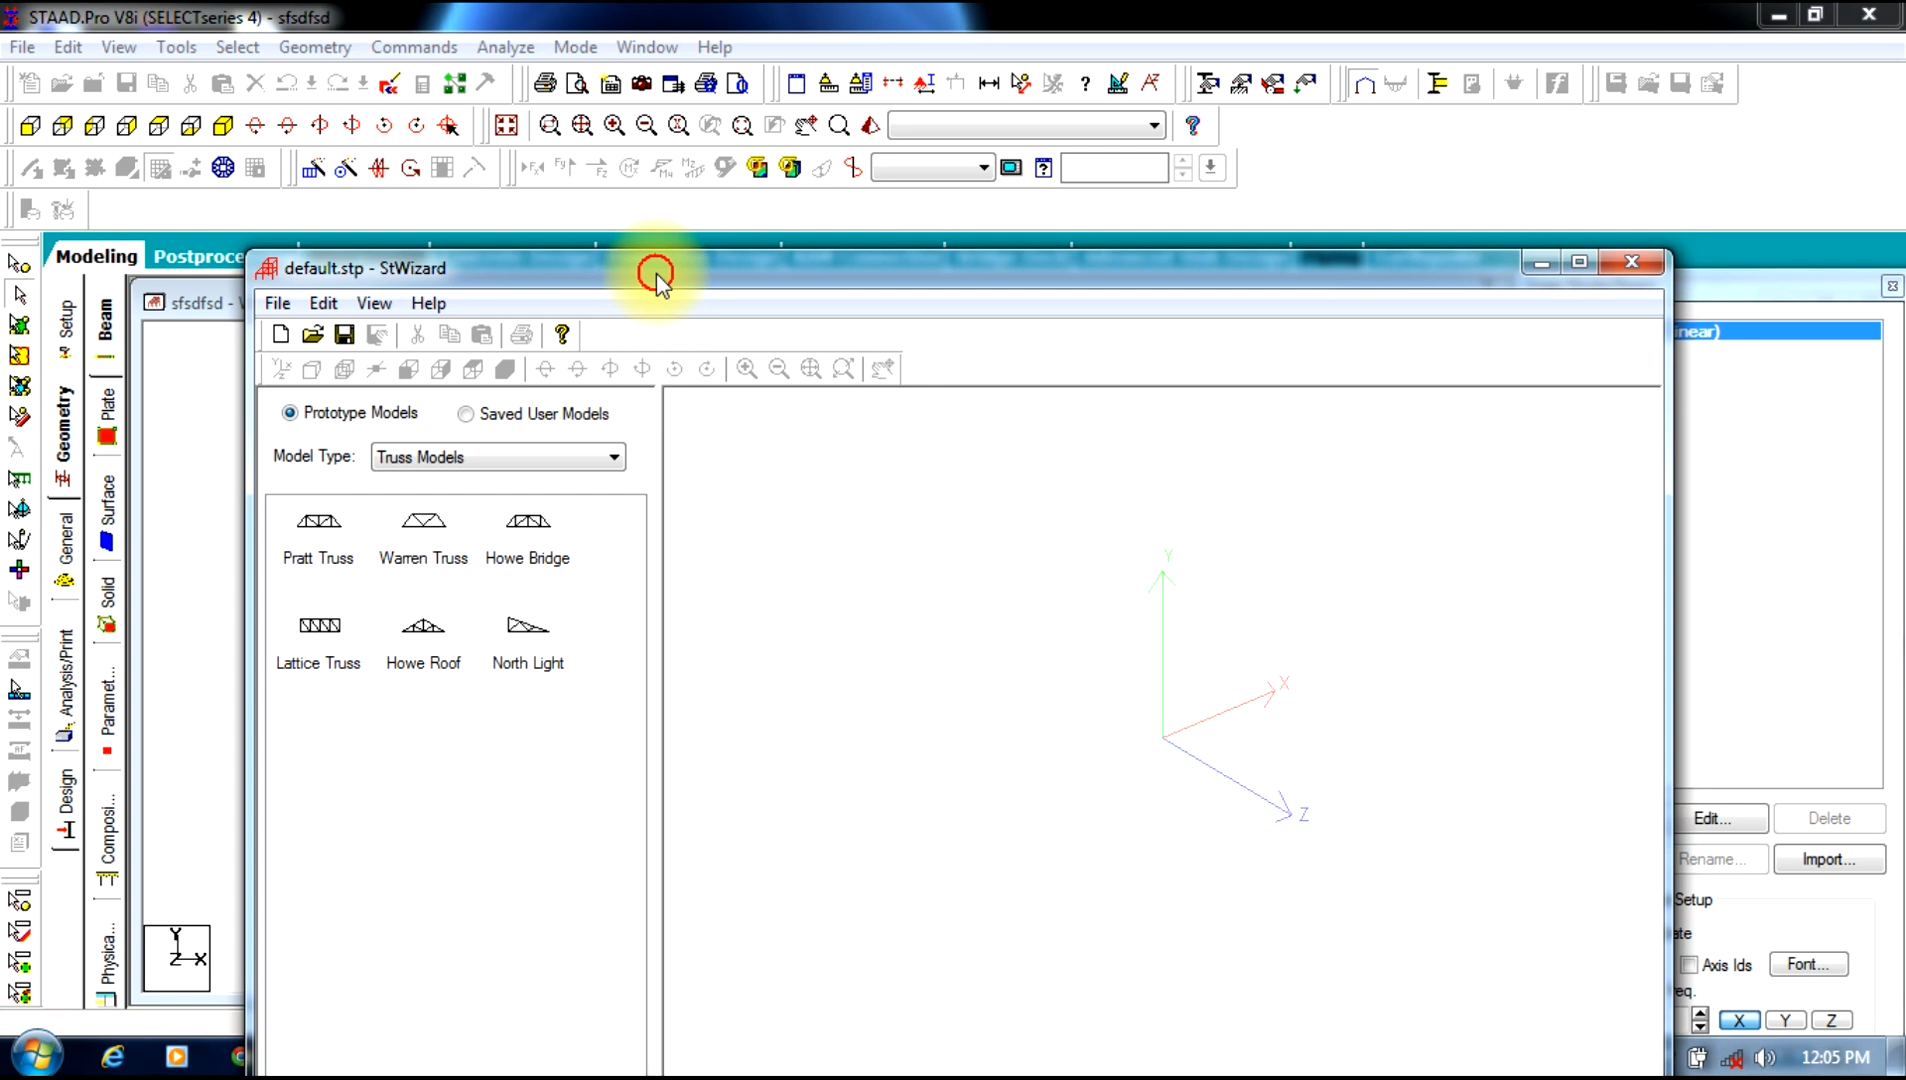 STAAD.Pro V8i (SELECTseries 4) - sfsdfsd
File Edit View Tools Select Geometry Commands Analyze Mode Window Help
Modeling Postproce
default.stp - StWizard
sfsdfsd -
File Edit View Help
Prototype Models Saved User Models
Model Type: Truss Models
Pratt Truss Warren Truss Howe Bridge
Lattice Truss Howe Roof North Light
Setup
Geometry
General
Analysis/Print
Design
Beam
Plate
Surface
Solid
Paramet...
Composi...
Physica...
Y
X
Z
Y
Z X
near)
Edit... Delete
Rename... Import...
Setup
ate
Axis Ids Font...
eq.
X Y Z
12:05 PM